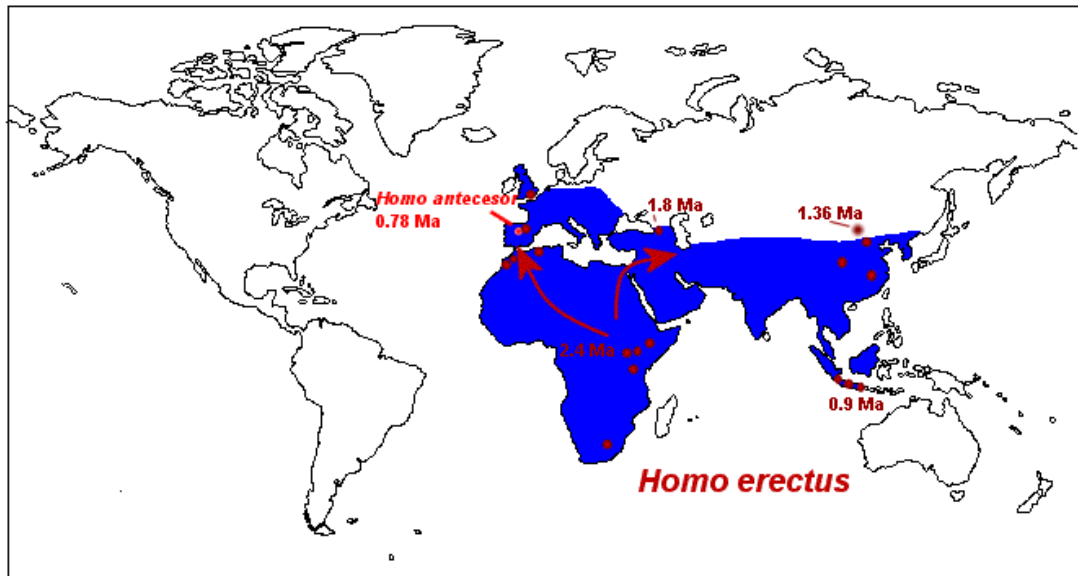 Homo antecesor
0.78 Ma
1.8 Ma
1.36 Ma
2.4 Ma
0.9 Ma
Homo erectus